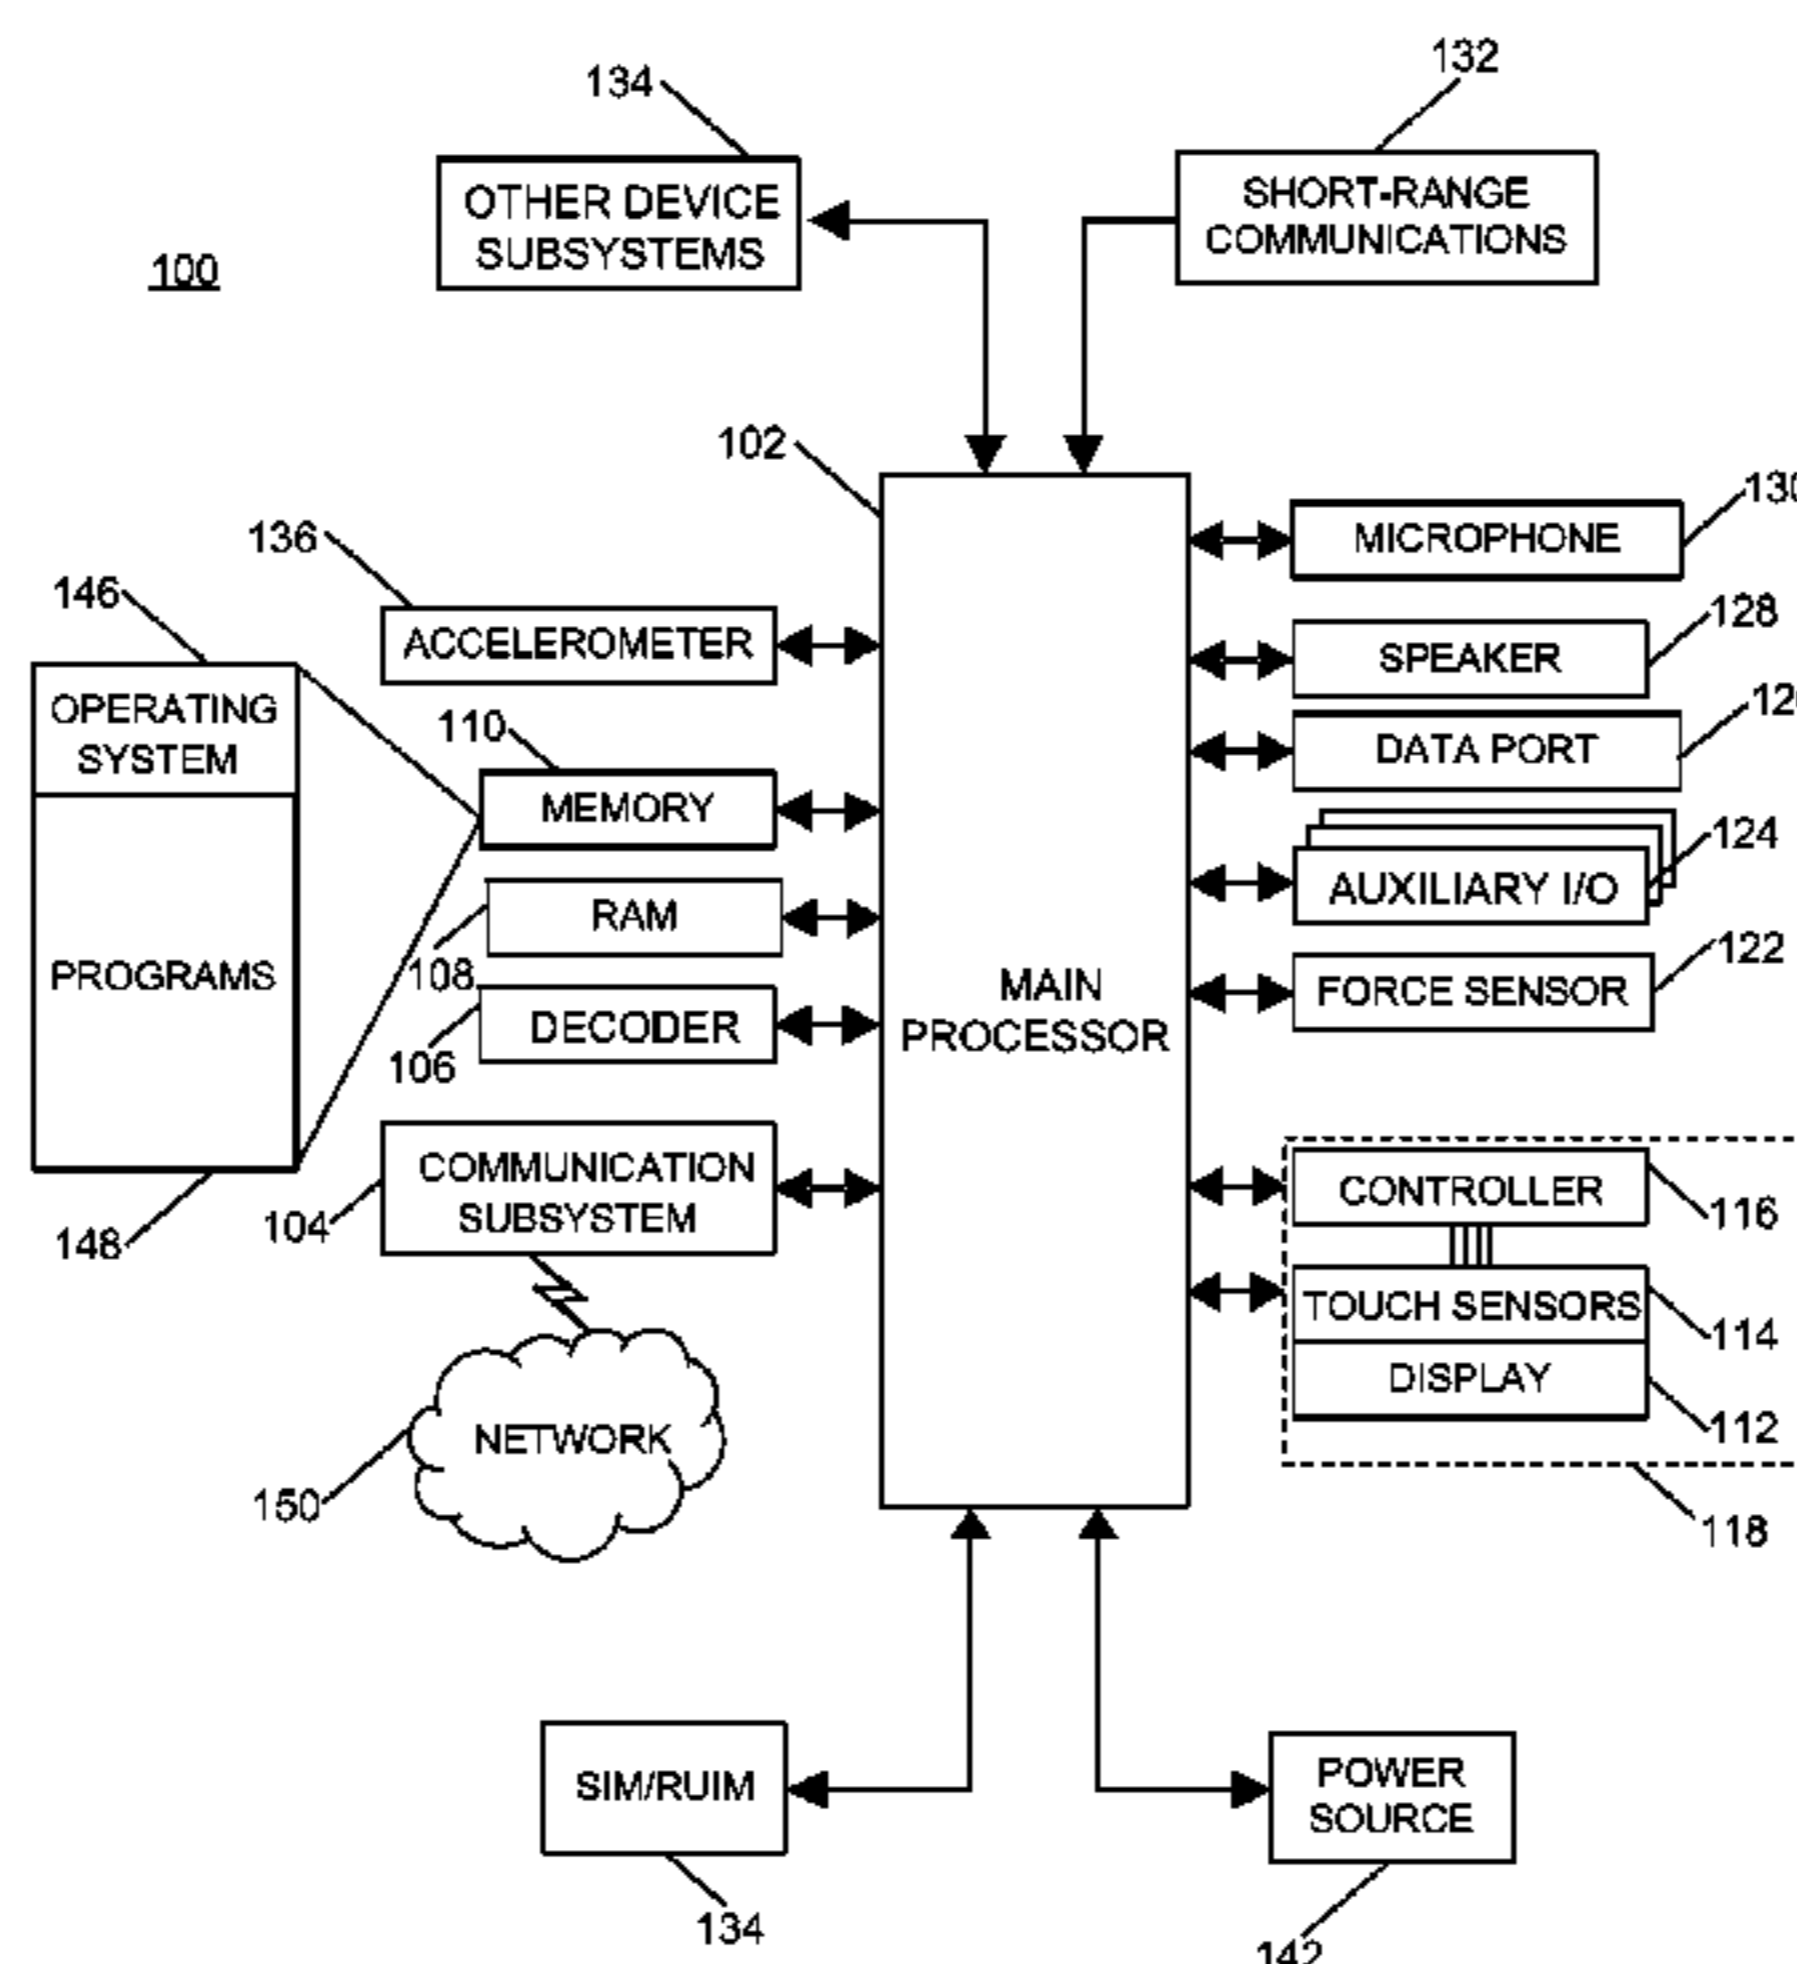 134
132
OTHER DEVICE
SUBSYSTEMS
SHORT-RANGE
COMMUNICATIONS
100
102
130
MICROPHONE
136
146
ACCELEROMETER
128
SPEAKER
OPERATING
SYSTEM
110
DATA PORT
MEMORY
124
AUXILIARY I/O
RAM
108
122
FORCE SENSOR
PROGRAMS
MAIN
PROCESSOR
DECODER
106
COMMUNICATION
SUBSYSTEM
104
148
CONTROLLER
116
TOUCH SENSORS
114
DISPLAY
112
NETWORK
150
118
SIM/RUIM
134
POWER
SOURCE
142